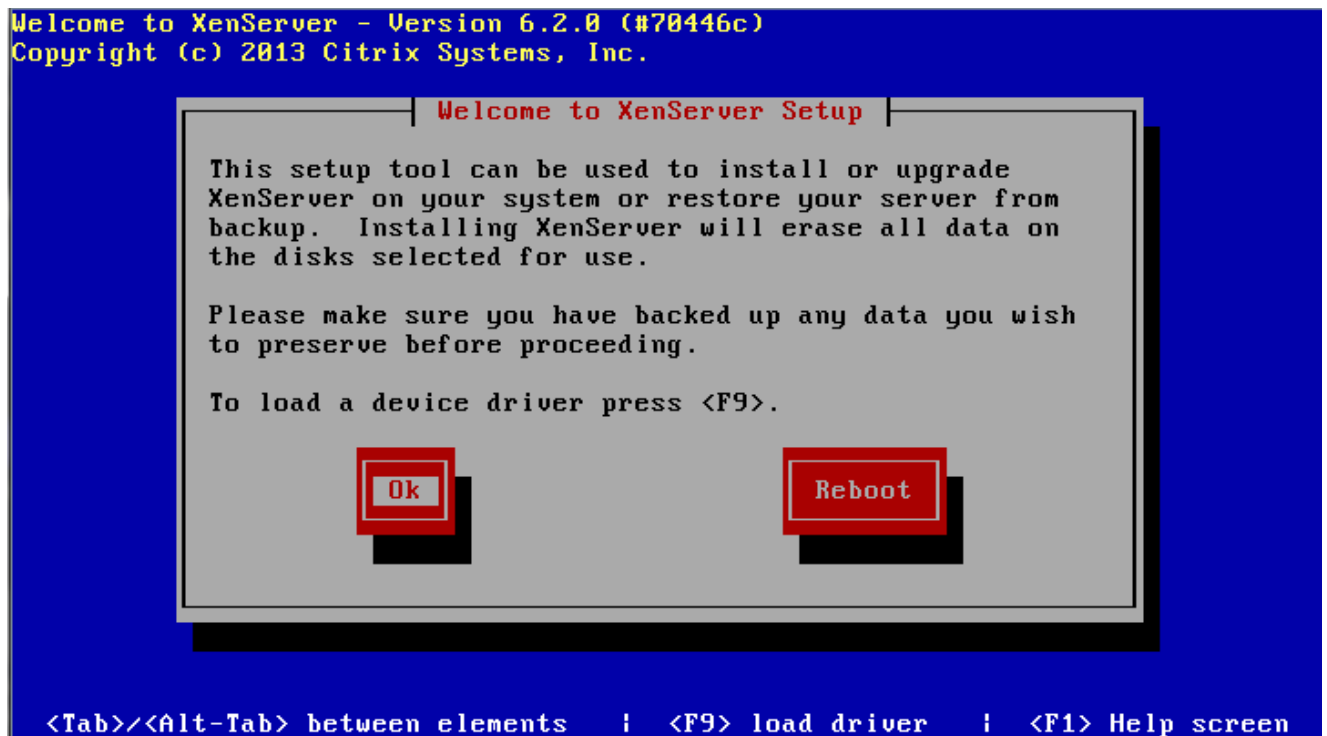 Welcome to XenServer - Version 6.2.0 (#70446c)
Copyright (c) 2013 Citrix Systems, Inc.
Welcome to XenServer Setup
This setup tool can be used to install or upgrade
XenServer on your system or restore your server from
backup.  Installing XenServer will erase all data on
the disks selected for use.
Please make sure you have backed up any data you wish
to preserve before proceeding.
To load a device driver press <F9>.
Ok Reboot
<Tab>/<Alt-Tab> between elements | <F9> load driver | <F1> Help screen